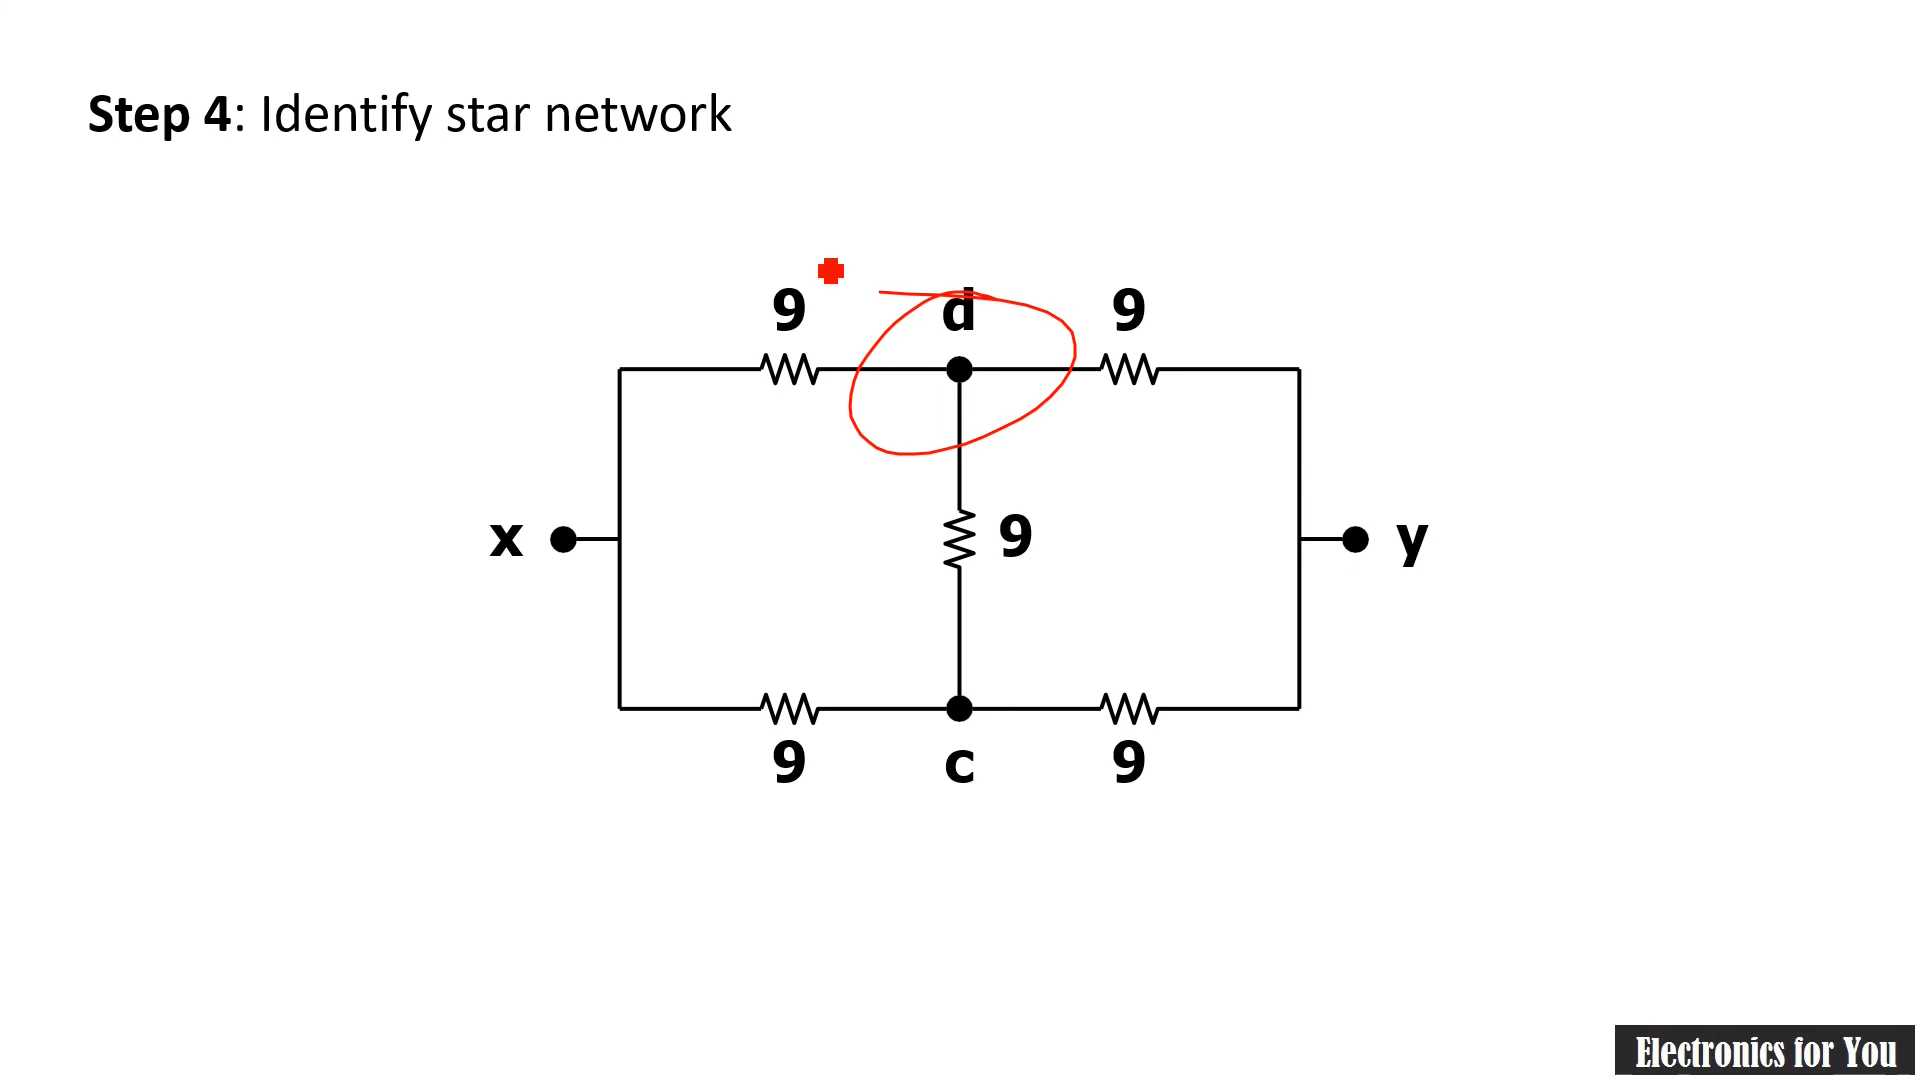 Step 4: Identify star network
9 d 9
x 9 y
9 c 9
Electronics for You